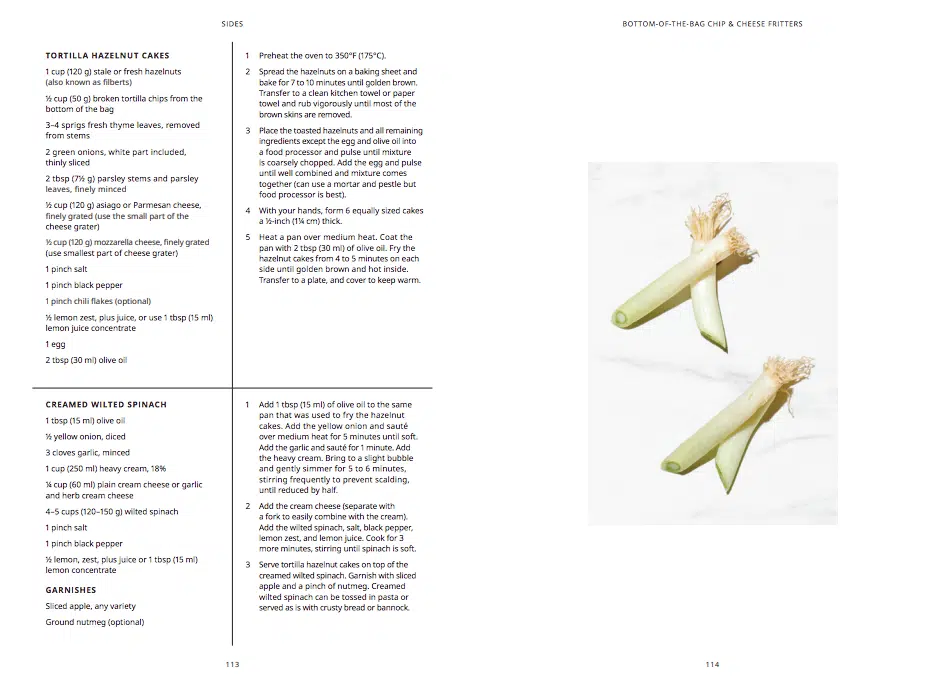 SIDES
TORTILLA HAZELNUT CAKES
1 cup (120 g) stale or fresh hazelnuts
(also known as filberts)
½ cup (50 g) broken tortilla chips from the
bottom of the bag
3–4 sprigs fresh thyme leaves, removed
from stems
2 green onions, white part included,
thinly sliced
2 tbsp (7½ g) parsley stems and parsley
leaves, finely minced
½ cup (120 g) asiago or Parmesan cheese,
finely grated (use the small part of the
cheese grater)
½ cup (120 g) mozzarella cheese, finely grated
(use smallest part of cheese grater)
1 pinch salt
1 pinch black pepper
1 pinch chili flakes (optional)
½ lemon zest, plus juice, or use 1 tbsp (15 ml)
lemon juice concentrate
1 egg
2 tbsp (30 ml) olive oil
1 Preheat the oven to 350°F (175°C).
2 Spread the hazelnuts on a baking sheet and
bake for 7 to 10 minutes until golden brown.
Transfer to a clean kitchen towel or paper
towel and rub vigorously until most of the
brown skins are removed.
3 Place the toasted hazelnuts and all remaining
ingredients except the egg and olive oil into
a food processor and pulse until mixture
is coarsely chopped. Add the egg and pulse
until well combined and mixture comes
together (can use a mortar and pestle but
food processor is best).
4 With your hands, form 6 equally sized cakes
a ½-inch (1¼ cm) thick.
5 Heat a pan over medium heat. Coat the
pan with 2 tbsp (30 ml) of olive oil. Fry the
hazelnut cakes from 4 to 5 minutes on each
side until golden brown and hot inside.
Transfer to a plate, and cover to keep warm.
CREAMED WILTED SPINACH
1 tbsp (15 ml) olive oil
½ yellow onion, diced
3 cloves garlic, minced
1 cup (250 ml) heavy cream, 18%
¼ cup (60 ml) plain cream cheese or garlic
and herb cream cheese
4–5 cups (120–150 g) wilted spinach
1 pinch salt
1 pinch black pepper
½ lemon, zest, plus juice or 1 tbsp (15 ml)
lemon concentrate
GARNISHES
Sliced apple, any variety
Ground nutmeg (optional)
1 Add 1 tbsp (15 ml) of olive oil to the same
pan that was used to fry the hazelnut
cakes. Add the yellow onion and sauté
over medium heat for 5 minutes until soft.
Add the garlic and sauté for 1 minute. Add
the heavy cream. Bring to a slight bubble
and gently simmer for 5 to 6 minutes,
stirring frequently to prevent scalding,
until reduced by half.
2 Add the cream cheese (separate with
a fork to easily combine with the cream).
Add the wilted spinach, salt, black pepper,
lemon zest, and lemon juice. Cook for 3
more minutes, stirring until spinach is soft.
3 Serve tortilla hazelnut cakes on top of the
creamed wilted spinach. Garnish with sliced
apple and a pinch of nutmeg. Creamed
wilted spinach can be tossed in pasta or
served as is with crusty bread or bannock.
113
BOTTOM-OF-THE-BAG CHIP & CHEESE FRITTERS
114